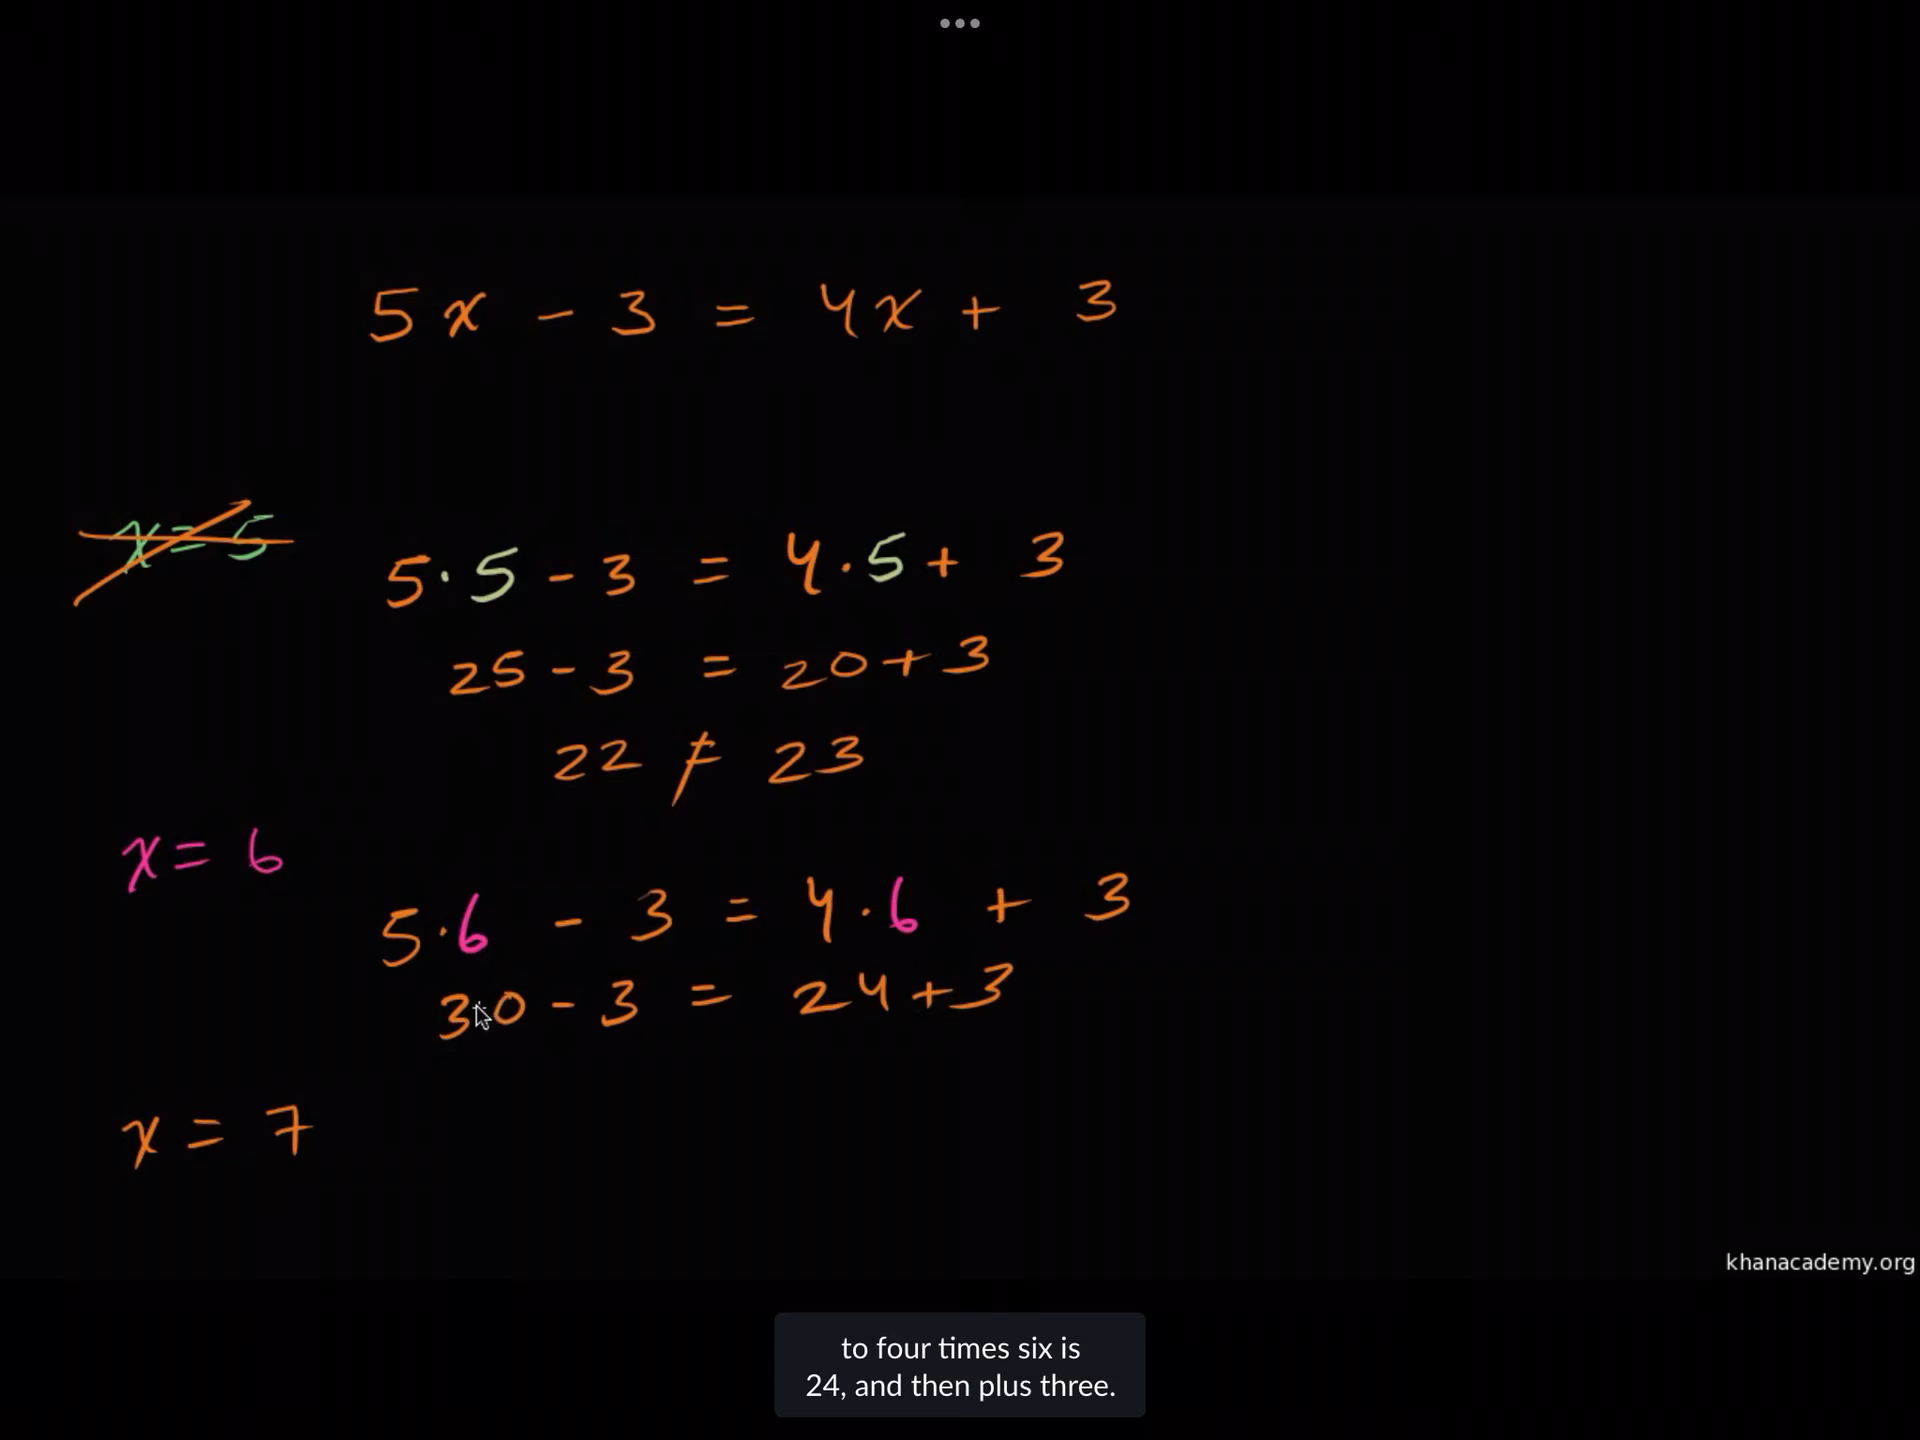 5x - 3 = 4x + 3
x = 5
5 · 5 - 3 = 4 · 5 + 3
25 - 3 = 20 + 3
22 ≠ 23
x = 6
5 · 6 - 3 = 4 · 6 + 3
30 - 3 = 24 + 3
x = 7
khanacademy.org
to four times six is
24, and then plus three.